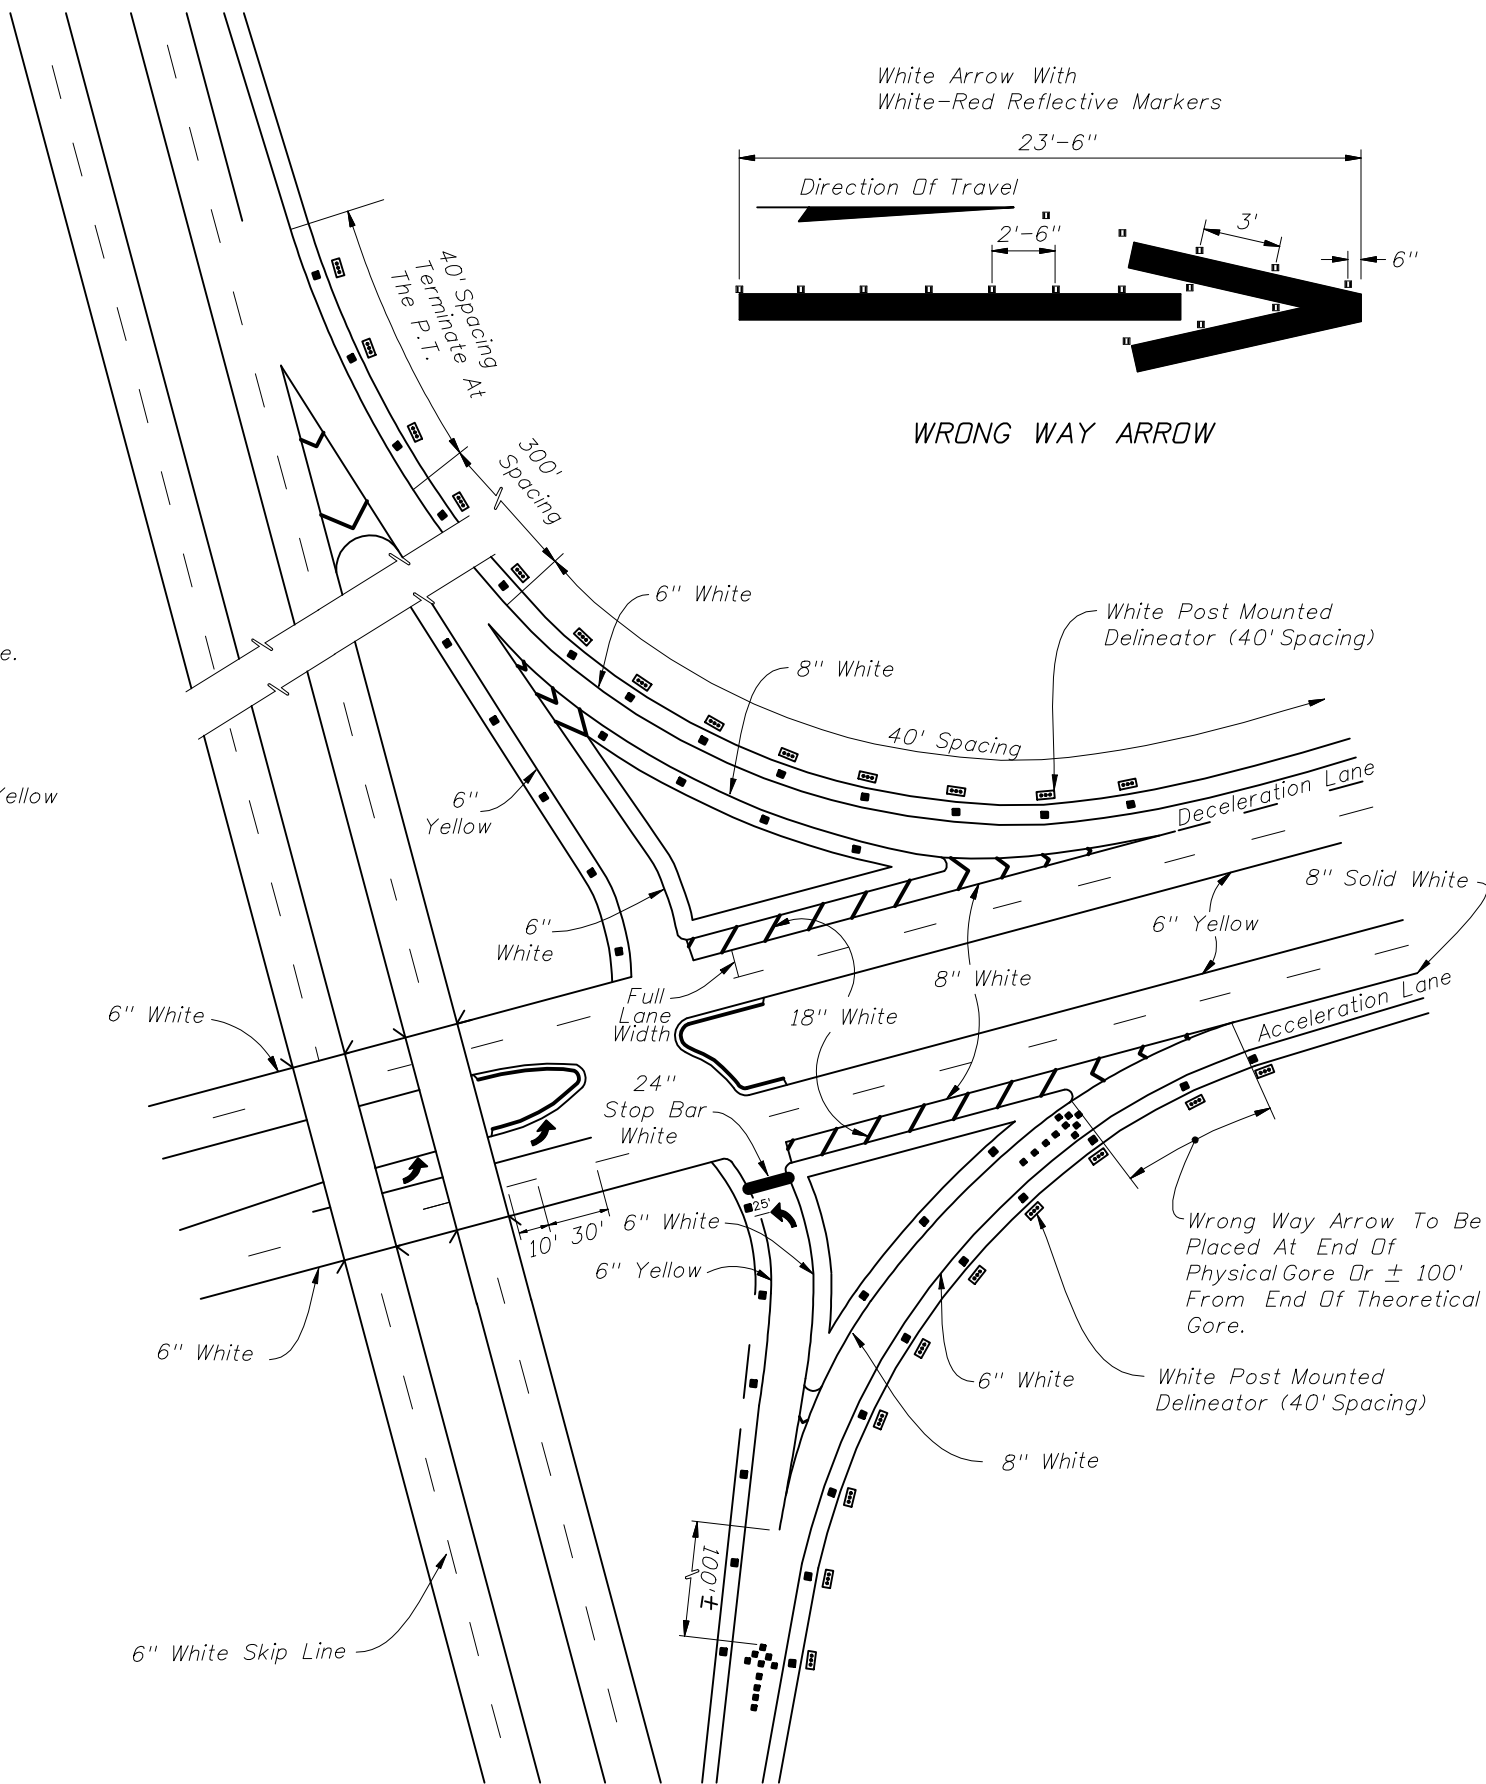 White Arrow With
White-Red Reflective Markers
23'-6"
Direction Of Travel
2'-6"
3'
6"
WRONG WAY ARROW
40' Spacing
Terminate At
The P.T.
300'
Spacing
6" White
White Post Mounted
Delineator (40' Spacing)
e.
8" White
40' Spacing
Yellow
6"
Yellow
Deceleration Lane
8" Solid White
6"
White
6" Yellow
8" White
Full
Lane
Width
18" White
Acceleration Lane
6" White
24"
Stop Bar
White
25'
10'
30'
6" White
6" Yellow
Wrong Way Arrow To Be
Placed At End Of
Physical Gore Or ± 100'
From End Of Theoretical
Gore.
6" White
6" White
White Post Mounted
Delineator (40' Spacing)
8" White
100'±
6" White Skip Line